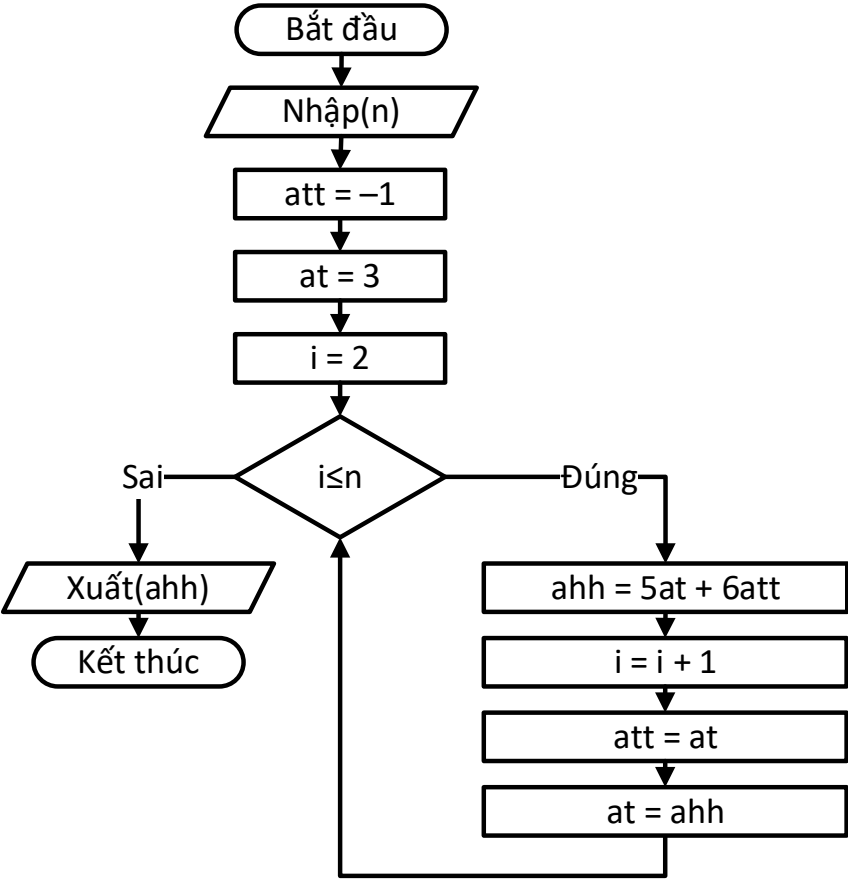 Bắt đầu
Nhập(n)
att = –1
at = 3
i = 2
i≤n
Sai
Đúng
Xuất(ahh)
Kết thúc
ahh = 5at + 6att
i = i + 1
att = at
at = ahh